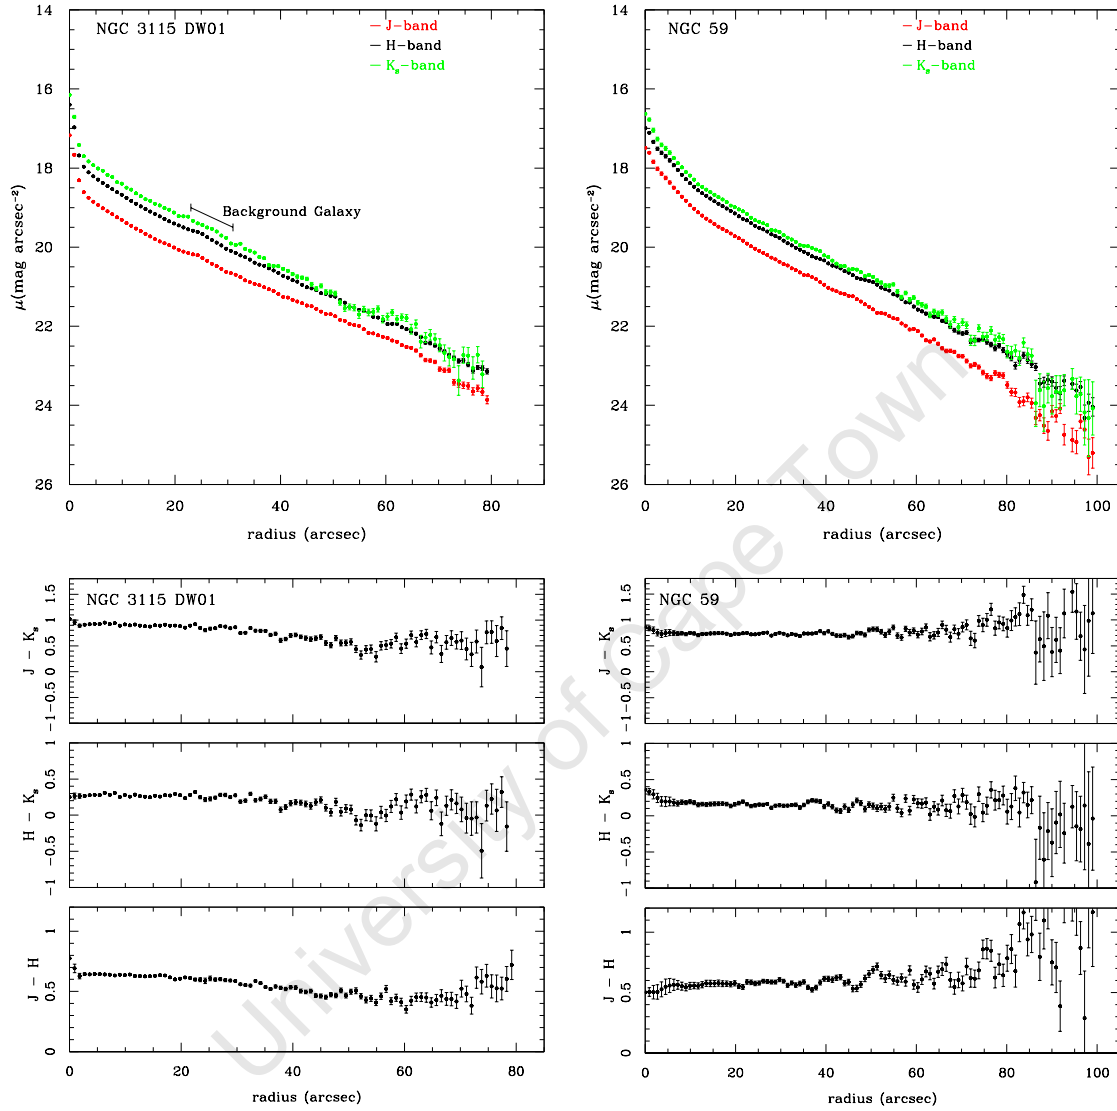 NGC 3115 DW01
J-band
H-band
Ks-band
Background Galaxy
μ(mag arcsec⁻²)
14
16
18
20
22
24
26
0 20 40 60 80
radius (arcsec)
NGC 59
J-band
H-band
Ks-band
μ(mag arcsec⁻²)
14
16
18
20
22
24
26
0 20 40 60 80 100
radius (arcsec)
NGC 3115 DW01
J - Ks
-1 -0.5 0 0.5 1 1.5
H - Ks
-1 -0.5 0 0.5 1
J - H
0 0.5 1
0 20 40 60 80
radius (arcsec)
NGC 59
J - Ks
-1 -0.5 0 0.5 1 1.5
H - Ks
-1 -0.5 0 0.5 1
J - H
0 0.5 1
0 20 40 60 80 100
radius (arcsec)
University of Cape Town